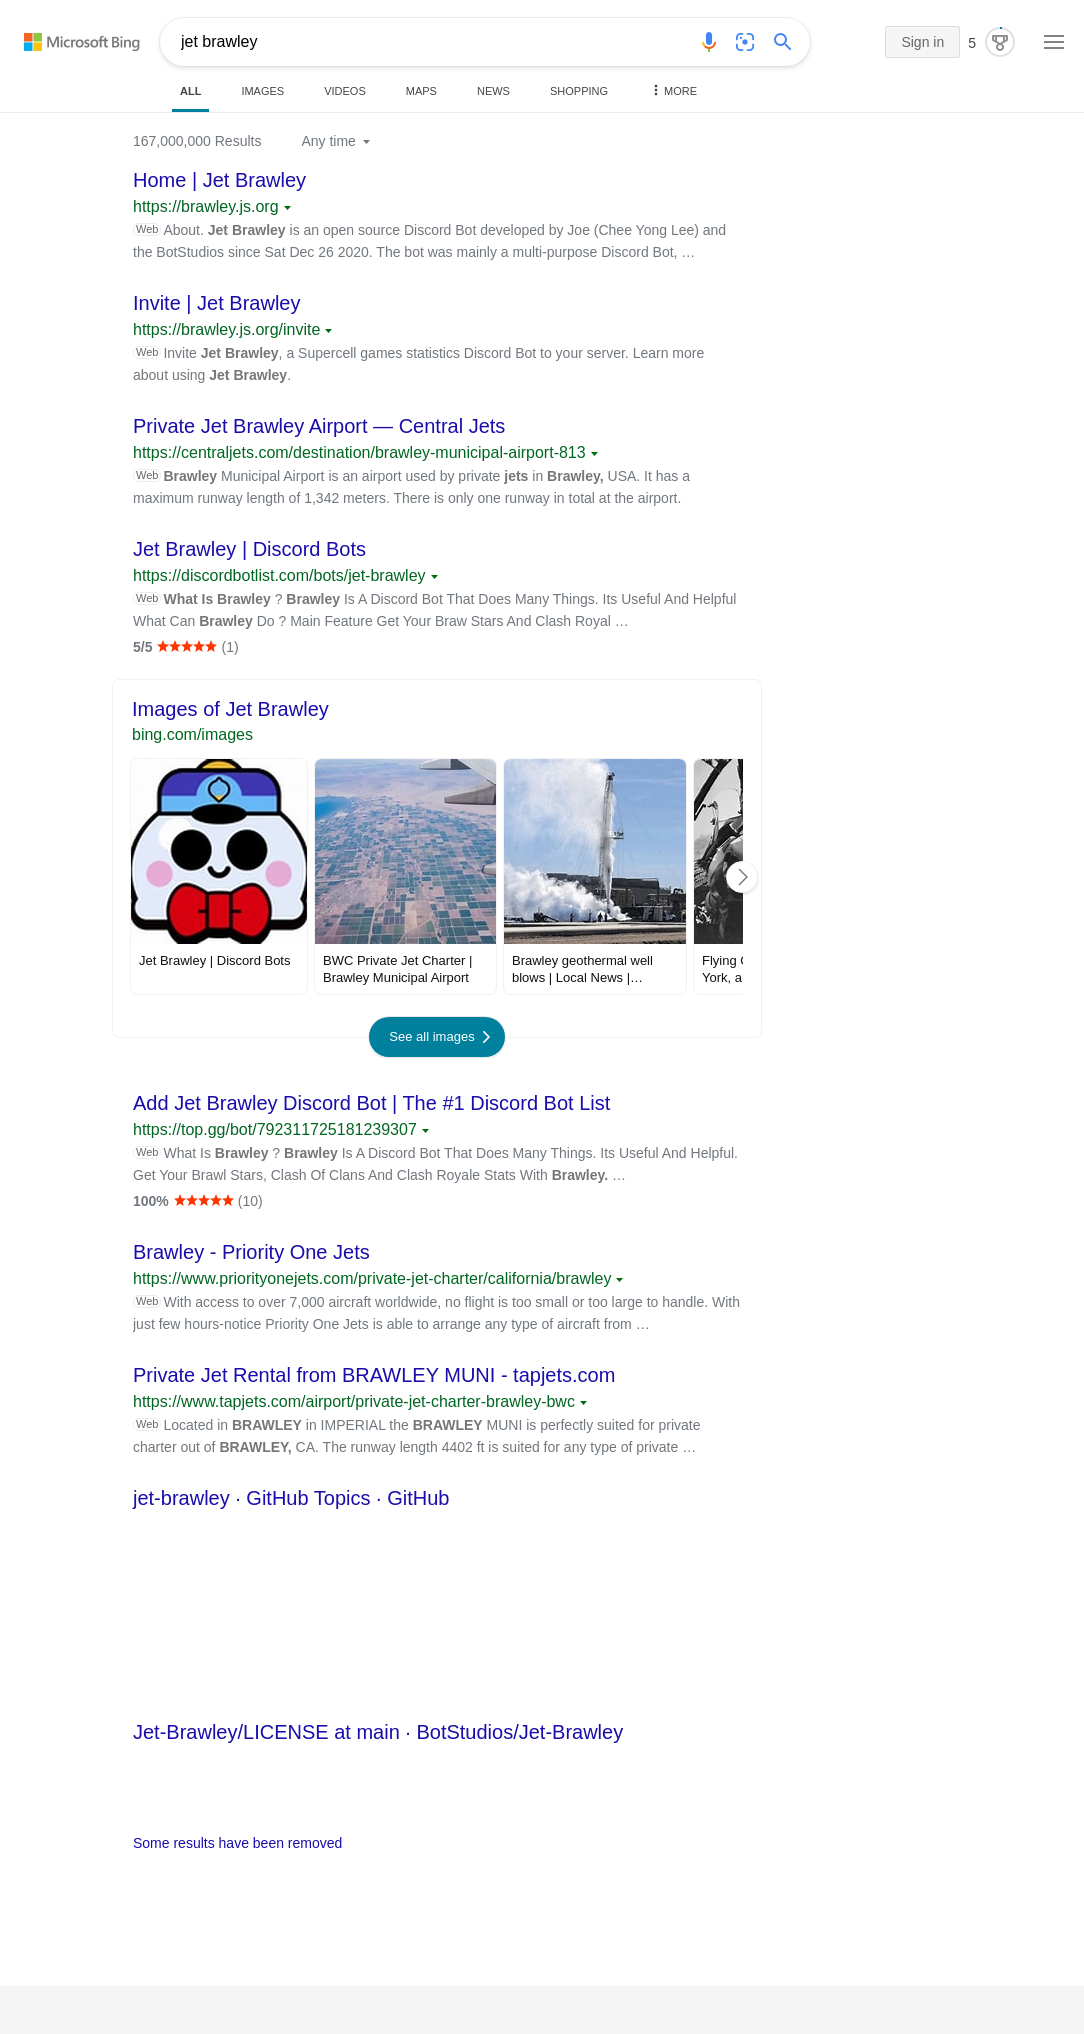 Microsoft Bing
jet brawley
Sign in
5
ALL
IMAGES
VIDEOS
MAPS
NEWS
SHOPPING
MORE
167,000,000 Results
Any time
Home | Jet Brawley
https://brawley.js.org
Web About. Jet Brawley is an open source Discord Bot developed by Joe (Chee Yong Lee) and
the BotStudios since Sat Dec 26 2020. The bot was mainly a multi-purpose Discord Bot, …
Invite | Jet Brawley
https://brawley.js.org/invite
Web Invite Jet Brawley, a Supercell games statistics Discord Bot to your server. Learn more
about using Jet Brawley.
Private Jet Brawley Airport — Central Jets
https://centraljets.com/destination/brawley-municipal-airport-813
Web Brawley Municipal Airport is an airport used by private jets in Brawley, USA. It has a
maximum runway length of 1,342 meters. There is only one runway in total at the airport.
Jet Brawley | Discord Bots
https://discordbotlist.com/bots/jet-brawley
Web What Is Brawley ? Brawley Is A Discord Bot That Does Many Things. Its Useful And Helpful
What Can Brawley Do ? Main Feature Get Your Braw Stars And Clash Royal …
5/5 ★★★★★ (1)
Images of Jet Brawley
bing.com/images
Jet Brawley | Discord Bots
BWC Private Jet Charter |
Brawley Municipal Airport
Brawley geothermal well
blows | Local News |…
Flying
York, a
See all images
Add Jet Brawley Discord Bot | The #1 Discord Bot List
https://top.gg/bot/792311725181239307
Web What Is Brawley ? Brawley Is A Discord Bot That Does Many Things. Its Useful And Helpful.
Get Your Brawl Stars, Clash Of Clans And Clash Royale Stats With Brawley. …
100% ★★★★★ (10)
Brawley - Priority One Jets
https://www.priorityonejets.com/private-jet-charter/california/brawley
Web With access to over 7,000 aircraft worldwide, no flight is too small or too large to handle. With
just few hours-notice Priority One Jets is able to arrange any type of aircraft from …
Private Jet Rental from BRAWLEY MUNI - tapjets.com
https://www.tapjets.com/airport/private-jet-charter-brawley-bwc
Web Located in BRAWLEY in IMPERIAL the BRAWLEY MUNI is perfectly suited for private
charter out of BRAWLEY, CA. The runway length 4402 ft is suited for any type of private …
jet-brawley · GitHub Topics · GitHub
Jet-Brawley/LICENSE at main · BotStudios/Jet-Brawley
Some results have been removed